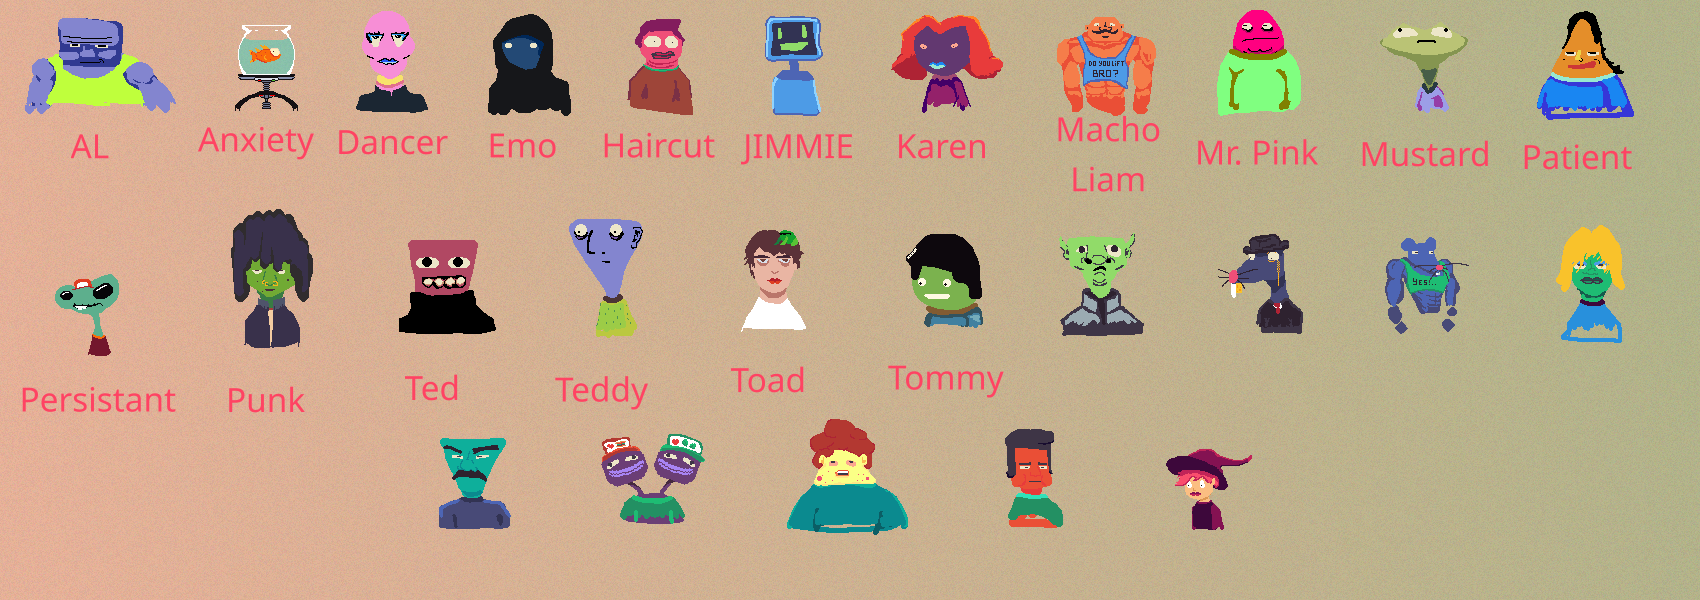 AL
Anxiety
Dancer
Emo
Haircut
JIMMIE
Karen
DO YOU LIFT
BRO?
Macho
Liam
Mr. Pink
Mustard
Patient
Persistant
Punk
Ted
Teddy
Toad
Tommy
YES...